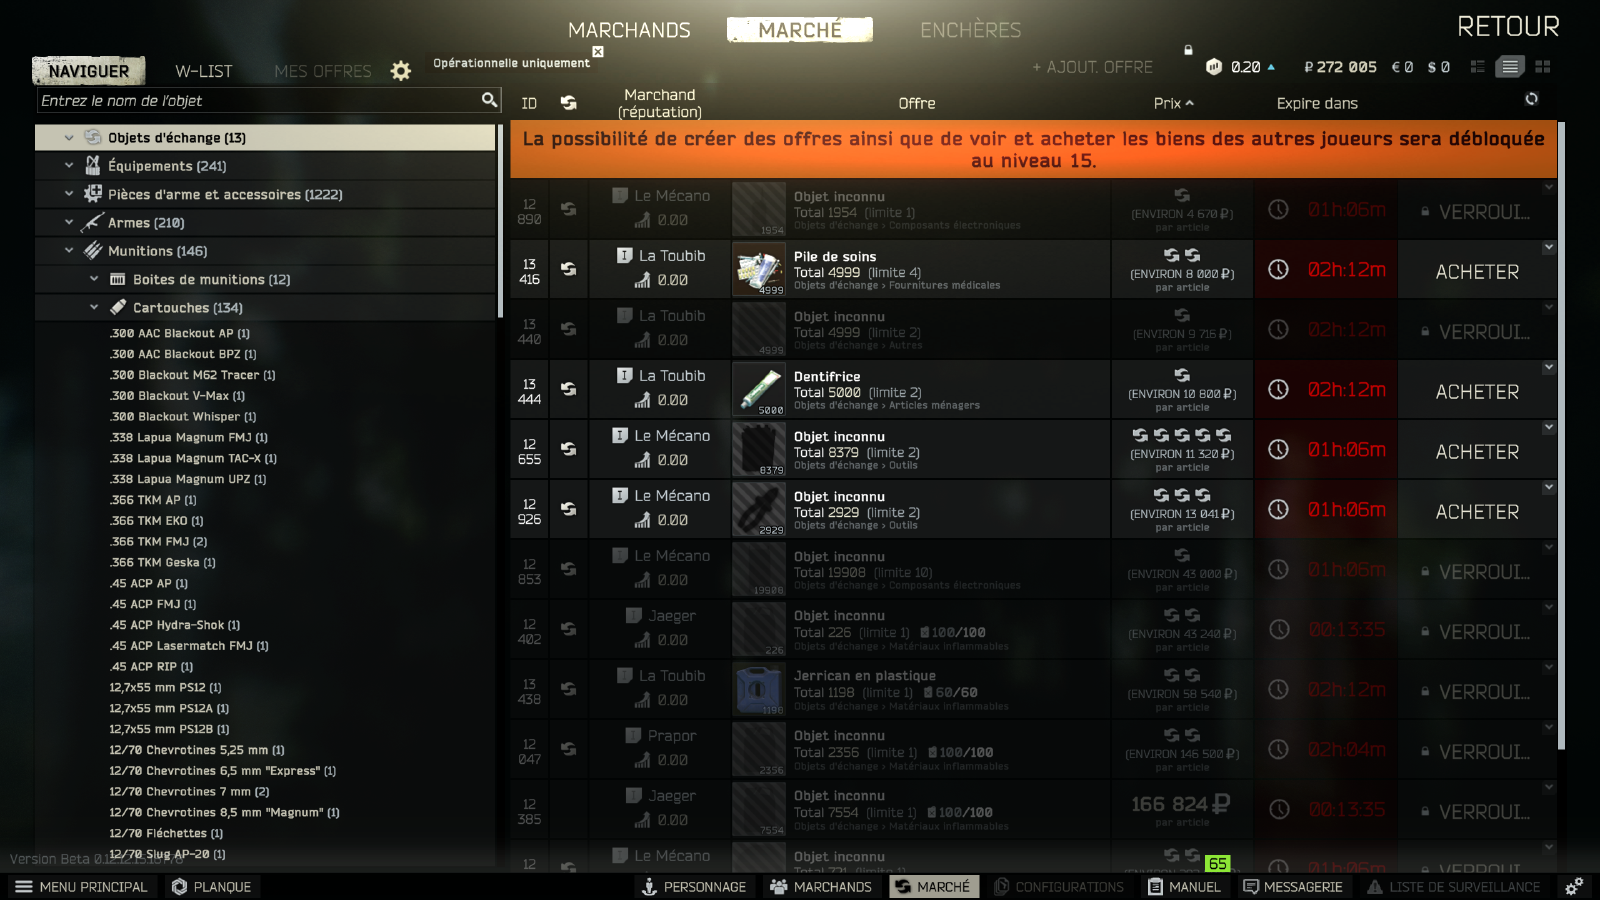 MARCHANDS
MARCHÉ
ENCHÈRES
RETOUR
NAVIGUER
W-LIST
MES OFFRES
Opérationnelle uniquement
+ AJOUT. OFFRE
0.20
₽ 272 005
€ 0
$ 0
Entrez le nom de l'objet
ID
Marchand
(réputation)
Offre
Prix
Expire dans
Objets d'échange (13)
Équipements (241)
Pièces d'arme et accessoires (1222)
Armes (210)
Munitions (146)
Boites de munitions (12)
Cartouches (134)
.300 AAC Blackout AP (1)
.300 AAC Blackout BPZ (1)
.300 Blackout M62 Tracer (1)
.300 Blackout V-Max (1)
.300 Blackout Whisper (1)
.338 Lapua Magnum FMJ (1)
.338 Lapua Magnum TAC-X (1)
.338 Lapua Magnum UPZ (1)
.366 TKM AP (1)
.366 TKM EKO (1)
.366 TKM FMJ (2)
.366 TKM Geksa (1)
.45 ACP AP (1)
.45 ACP FMJ (1)
.45 ACP Hydra-Shok (1)
.45 ACP Lasermatch FMJ (1)
.45 ACP RIP (1)
12,7x55 mm PS12 (1)
12,7x55 mm PS12A (1)
12,7x55 mm PS12B (1)
12/70 Chevrotines 5,25 mm (1)
12/70 Chevrotines 6,5 mm "Express" (1)
12/70 Chevrotines 7 mm (2)
12/70 Chevrotines 8,5 mm "Magnum" (1)
12/70 Fléchettes (1)
12/70 Slug AP-20 (1)
Version Beta
La possibilité de créer des offres ainsi que de voir et acheter les biens des autres joueurs sera débloquée
au niveau 15.
12 890
I Le Mécano
0.00
1954
Objet inconnu
Total 1954 (limite 1)
Objets d'échange > Composants électroniques
(ENVIRON 4 670 ₽)
par article
01h:06m
VERROUI...
13 416
I La Toubib
0.00
4999
Pile de soins
Total 4999 (limite 4)
Objets d'échange > Fournitures médicales
(ENVIRON 8 000 ₽)
par article
02h:12m
ACHETER
13 440
I La Toubib
0.00
4999
Objet inconnu
Total 4999 (limite 2)
Objets d'échange > Autres
(ENVIRON 9 716 ₽)
par article
02h:12m
VERROUI...
13 444
I La Toubib
0.00
5000
Dentifrice
Total 5000 (limite 2)
Objets d'échange > Articles ménagers
(ENVIRON 10 800 ₽)
par article
02h:12m
ACHETER
12 655
I Le Mécano
0.00
8379
Objet inconnu
Total 8379 (limite 2)
Objets d'échange > Outils
(ENVIRON 11 320 ₽)
par article
01h:06m
ACHETER
12 926
I Le Mécano
0.00
2929
Objet inconnu
Total 2929 (limite 2)
Objets d'échange > Outils
(ENVIRON 13 041 ₽)
par article
01h:06m
ACHETER
12 853
I Le Mécano
0.00
19908
Objet inconnu
Total 19908 (limite 10)
Objets d'échange > Composants électroniques
(ENVIRON 43 000 ₽)
par article
01h:06m
VERROUI...
12 402
I Jaeger
0.00
226
Objet inconnu
Total 226 (limite 1) 100/100
Objets d'échange > Matériaux inflammables
(ENVIRON 43 240 ₽)
par article
00:13:35
VERROUI...
13 438
I La Toubib
0.00
1198
Jerrican en plastique
Total 1198 (limite 1) 60/60
Objets d'échange > Matériaux inflammables
(ENVIRON 58 540 ₽)
par article
02h:12m
VERROUI...
12 047
I Prapor
0.00
2356
Objet inconnu
Total 2356 (limite 1) 100/100
Objets d'échange > Matériaux inflammables
(ENVIRON 146 500 ₽)
par article
02h:04m
VERROUI...
12 385
I Jaeger
0.00
7554
Objet inconnu
Total 7554 (limite 1) 100/100
Objets d'échange > Matériaux inflammables
166 824 ₽
par article
00:13:35
VERROUI...
12
I Le Mécano
0.00
Objet inconnu
01h:06m
VERROUI...
65
MENU PRINCIPAL
PLANQUE
PERSONNAGE
MARCHANDS
MARCHÉ
CONFIGURATIONS
MANUEL
MESSAGERIE
LISTE DE SURVEILLANCE